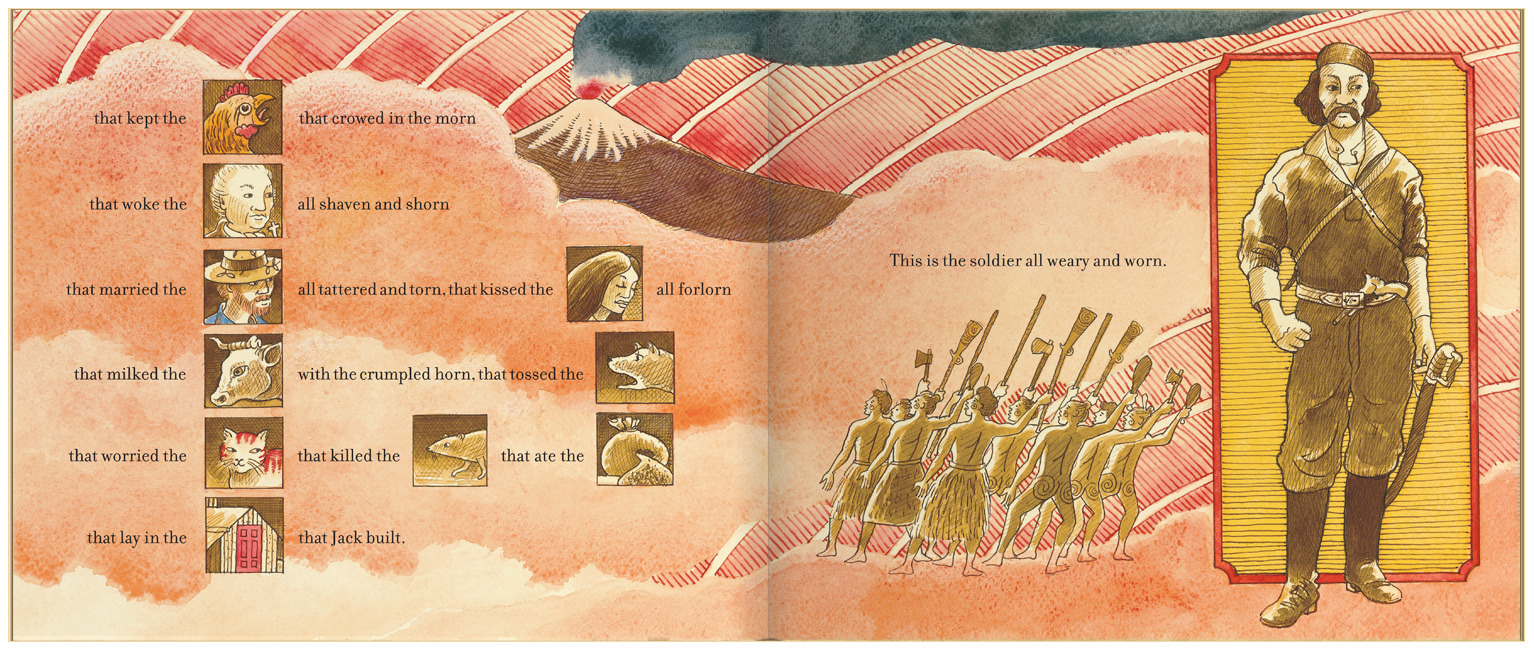 that kept the that crowed in the morn
that woke the all shaven and shorn
that married the all tattered and torn, that kissed the all forlorn
that milked the with the crumpled horn, that tossed the
that worried the that killed the that ate the
that lay in the that Jack built.
This is the soldier all weary and worn.